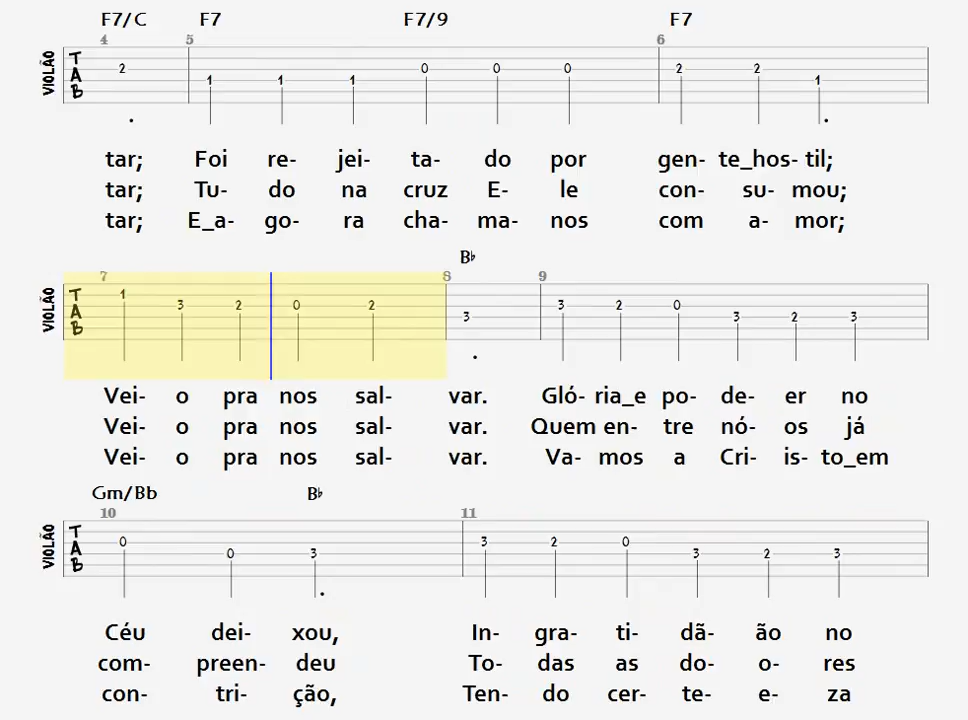 F7/C F7 F7/9 F7
4 5 6
VIOLÃO TAB 2 1 1 1 0 0 0 2 2 1
tar; Foi re- jei- ta- do por gen- te_hos- til;
tar; Tu- do na cruz E- le con- su- mou;
tar; E_a- go- ra cha- ma- nos com a- mor;
B♭
7 8 9
VIOLÃO TAB 1 3 2 0 2 3 3 2 0 3 2 3
Vei- o pra nos sal- var. Gló- ria_e po- de- er no
Vei- o pra nos sal- var. Quem en- tre nó- os já
Vei- o pra nos sal- var. Va- mos a Cri- is- to_em
Gm/Bb B♭
10 11
VIOLÃO TAB 0 0 3 3 2 0 3 2 3
Céu dei- xou, In- gra- ti- dã- ão no
com- preen- deu To- das as do- o- res
con- tri- ção, Ten- do cer- te- e- za